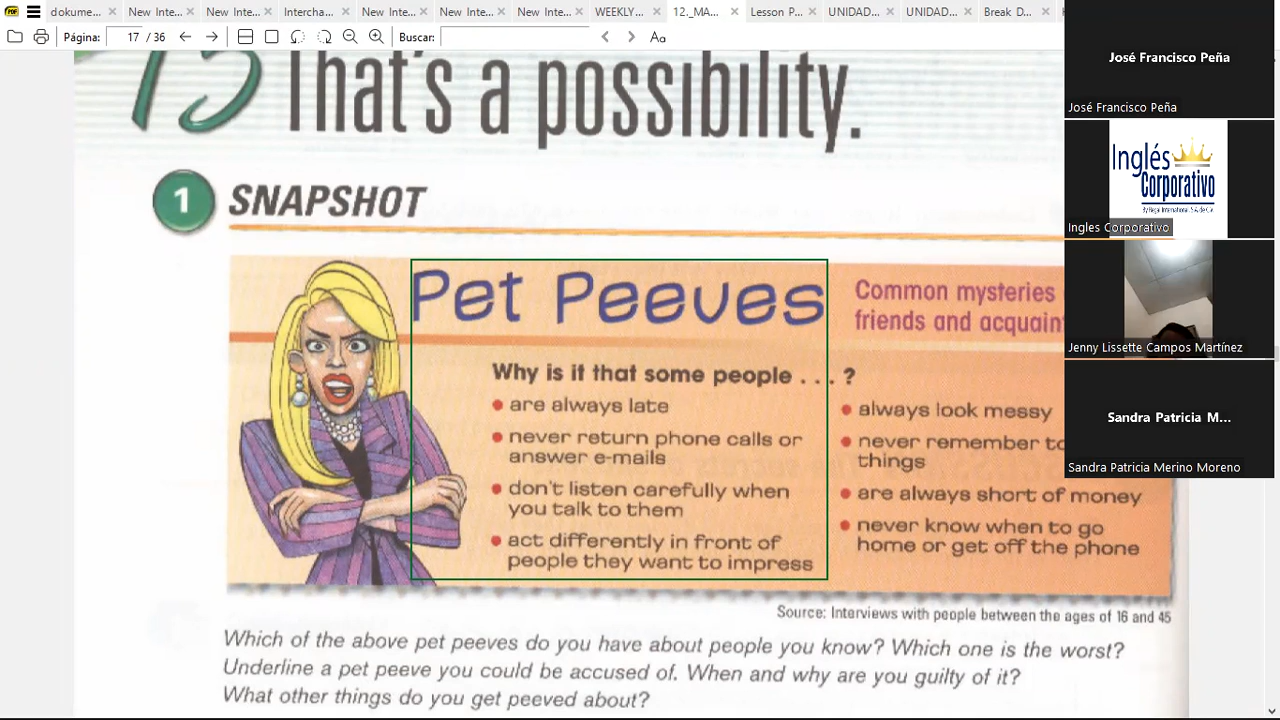 dokume...
New Inte...
New Inte...
Interchar...
New Inte...
New Inte...
New Inte...
WEEKLY...
12._MA...
Lesson P...
UNIDAD...
UNIDAD...
Break D...
Página:
17 / 36
Buscar:
Aa
15 That's a possibility.
1 SNAPSHOT
Pet Peeves
Common mysteries
friends and acquain
Why is it that some people . . . ?
are always late
never return phone calls or
answer e-mails
don't listen carefully when
you talk to them
act differently in front of
people they want to impress
always look messy
never remember to
things
are always short of money
never know when to go
home or get off the phone
Source: Interviews with people between the ages of 16 and 45
Which of the above pet peeves do you have about people you know? Which one is the worst?
Underline a pet peeve you could be accused of. When and why are you guilty of it?
What other things do you get peeved about?
José Francisco Peña
José Francisco Peña
Inglés
Corporativo
Ingles Corporativo
Jenny Lissette Campos Martínez
Sandra Patricia M...
Sandra Patricia Merino Moreno